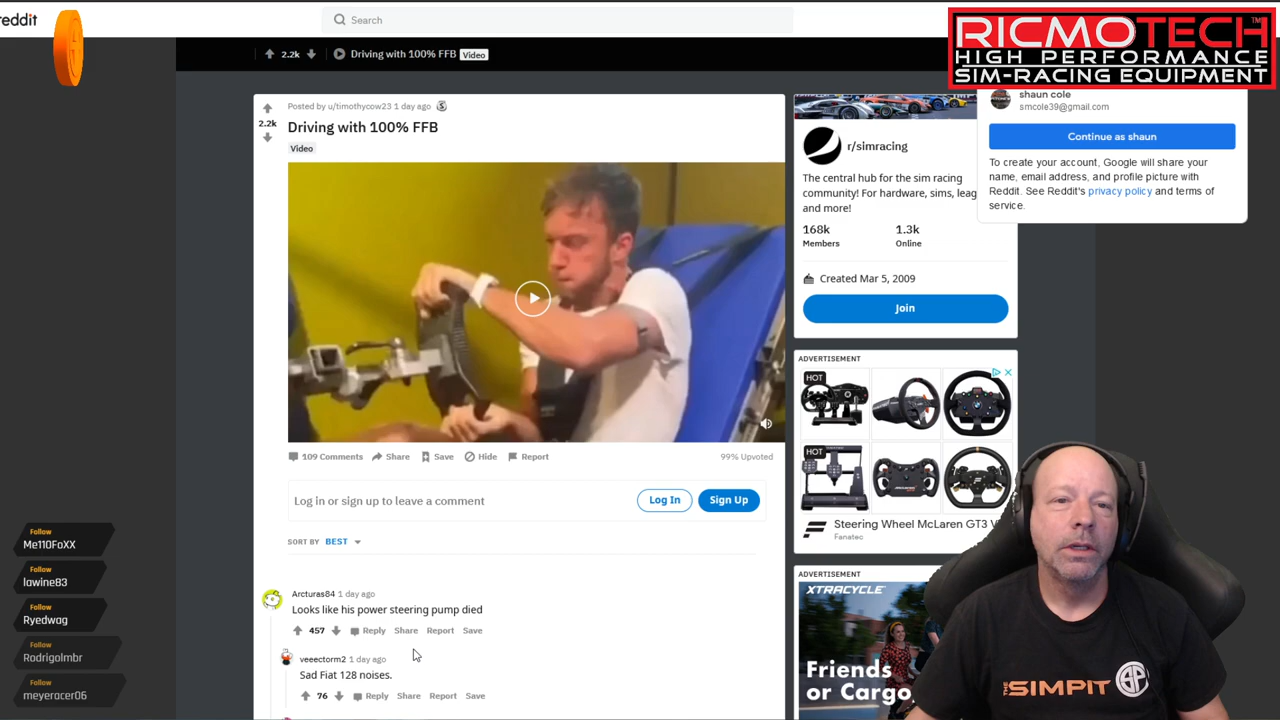 reddit
Search
RICMOTECH™
HIGH PERFORMANCE
SIM-RACING EQUIPMENT
2.2k Driving with 100% FFB Video
Posted by u/timothycow23 1 day ago
2.2k
Driving with 100% FFB
Video
109 Comments Share Save Hide Report 99% Upvoted
Log in or sign up to leave a comment Log In Sign Up
SORT BY BEST
Arcturas84 1 day ago
Looks like his power steering pump died
457 Reply Share Report Save
veeectorm2 1 day ago
Sad Fiat 128 noises.
76 Reply Share Report Save
r/simracing
The central hub for the sim racing
community! For hardware, sims, leag
and more!
168k 1.3k
Members Online
Created Mar 5, 2009
Join
shaun cole
smcole39@gmail.com
Continue as shaun
To create your account, Google will share your
name, email address, and profile picture with
Reddit. See Reddit's privacy policy and terms of
service.
ADVERTISEMENT
HOT
HOT
Steering Wheel McLaren GT3 V
Fanatec
ADVERTISEMENT
XTRACYCLE
Friends
or Cargo
Follow
Me110FoXX
Follow
lawine83
Follow
Ryedwag
Follow
Rodrigolmbr
Follow
meyeracer06
THE SIMPIT SP